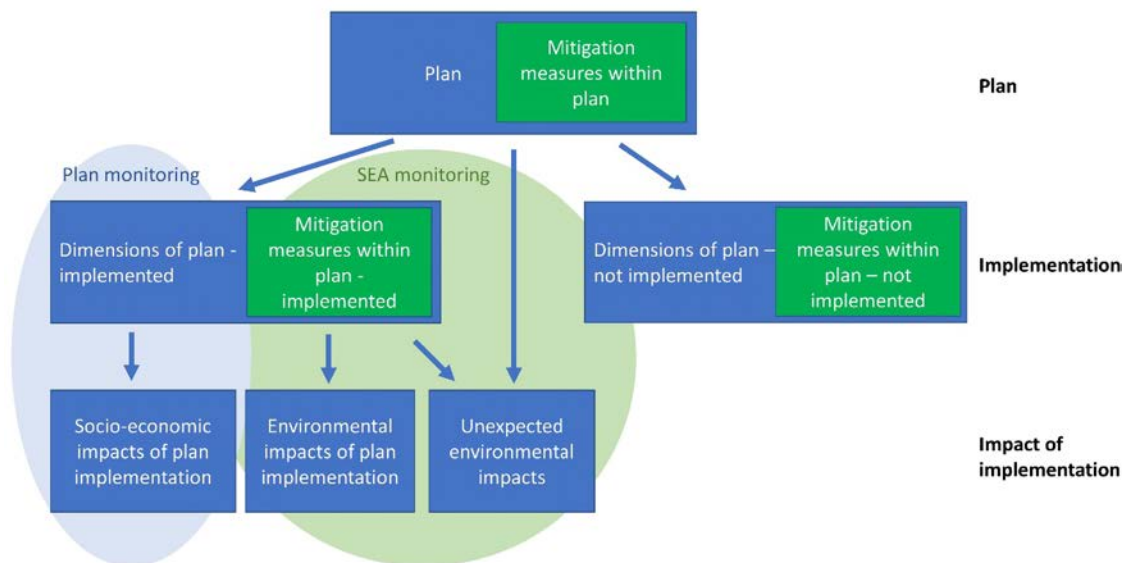 Plan
Mitigation
measures within
plan
Plan
Plan monitoring
SEA monitoring
Dimensions of plan -
implemented
Mitigation
measures within
plan -
implemented
Dimensions of plan –
not implemented
Mitigation
measures within
plan – not
implemented
Implementation
Socio-economic
impacts of plan
implementation
Environmental
impacts of plan
implementation
Unexpected
environmental
impacts
Impact of
implementation